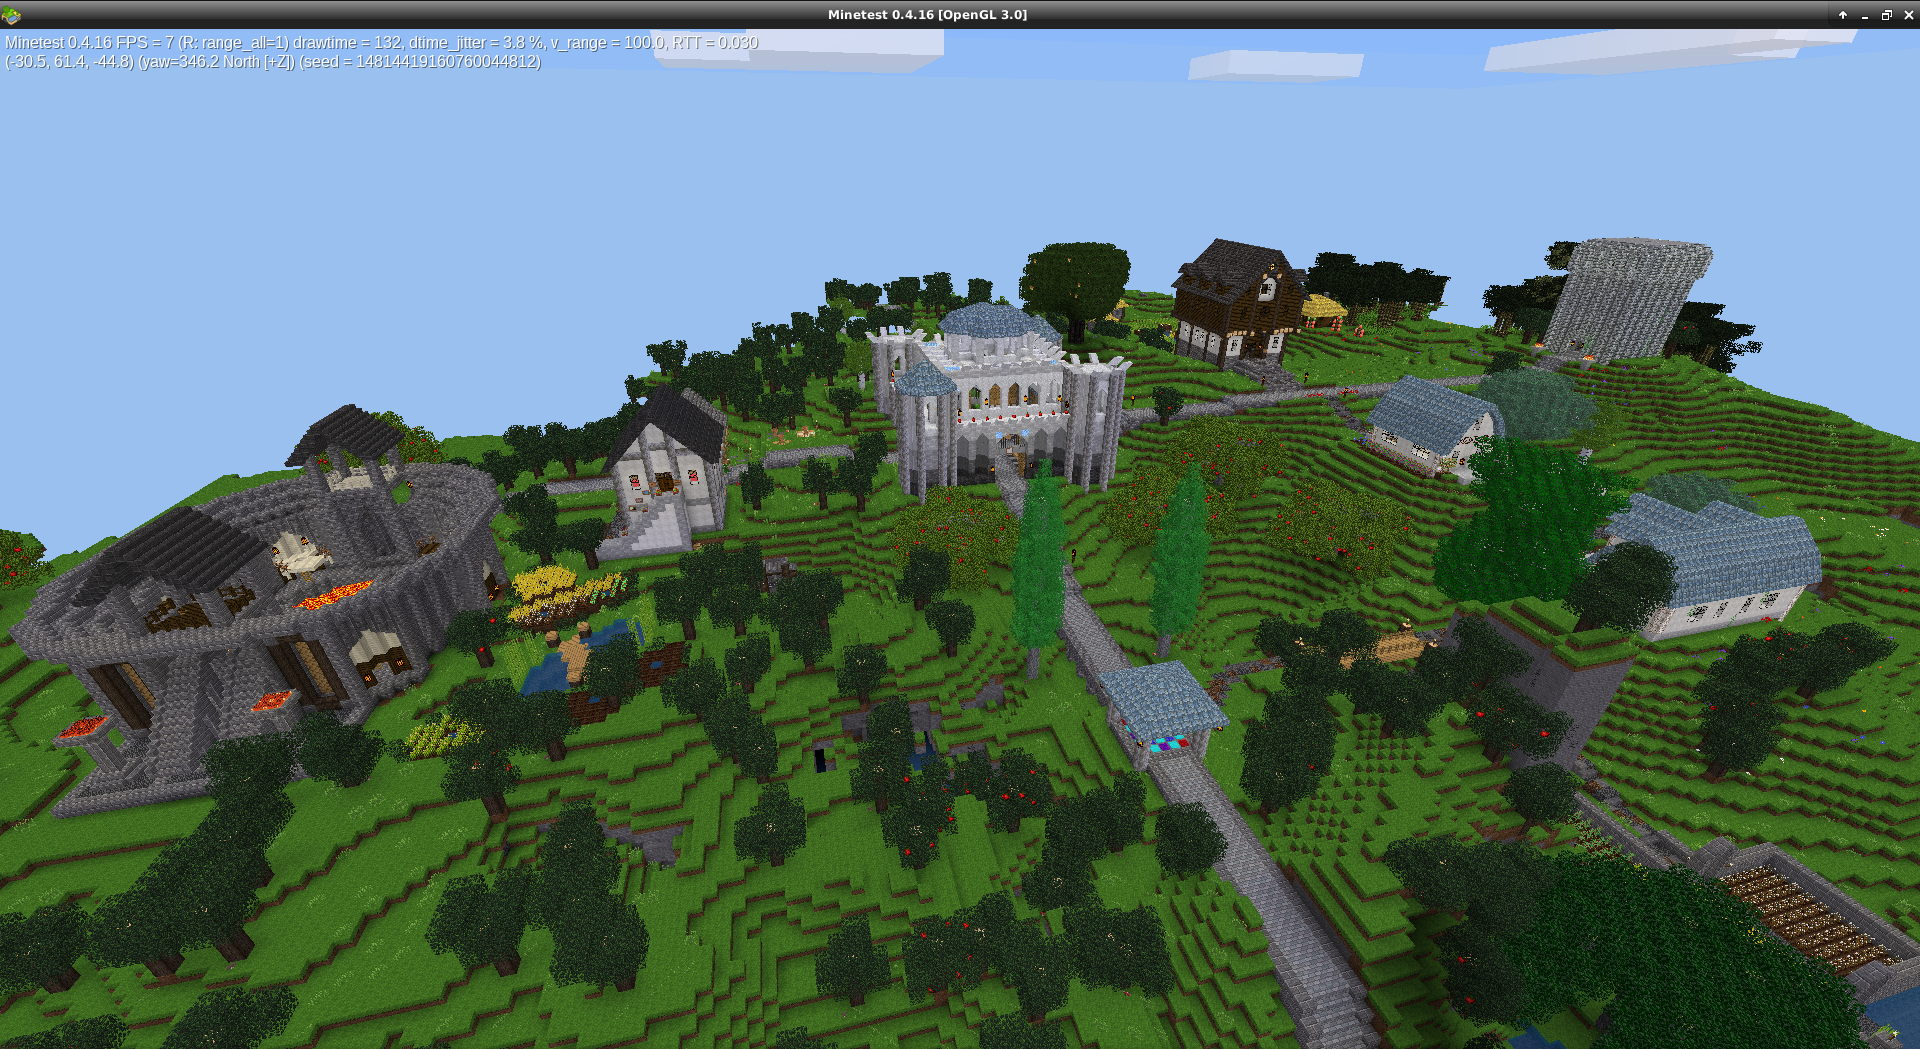 Minetest 0.4.16 [OpenGL 3.0]
Minetest 0.4.16 FPS = 7 (R: range_all=1) drawtime = 132, dtime_jitter = 3.8 %, v_range = 100.0, RTT = 0.030
(-30.5, 61.4, -44.8) (yaw=346.2 North [+Z]) (seed = 14814419160760044812)